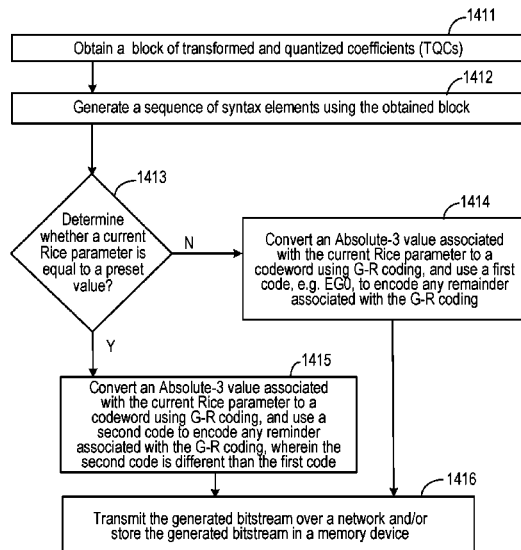 1411
Obtain a block of transformed and quantized coefficients (TQCs)
1412
Generate a sequence of syntax elements using the obtained block
1413
Determine
whether a current
Rice parameter is
equal to a preset
value?
N
1414
Convert an Absolute-3 value associated
with the current Rice parameter to a
codeword using G-R coding, and use a first
code, e.g. EG0, to encode any remainder
associated with the G-R coding
Y
1415
Convert an Absolute-3 value associated
with the current Rice parameter to a
codeword using G-R coding, and use a
second code to encode any reminder
associated with the G-R coding, wherein the
second code is different than the first code
1416
Transmit the generated bitstream over a network and/or
store the generated bitstream in a memory device